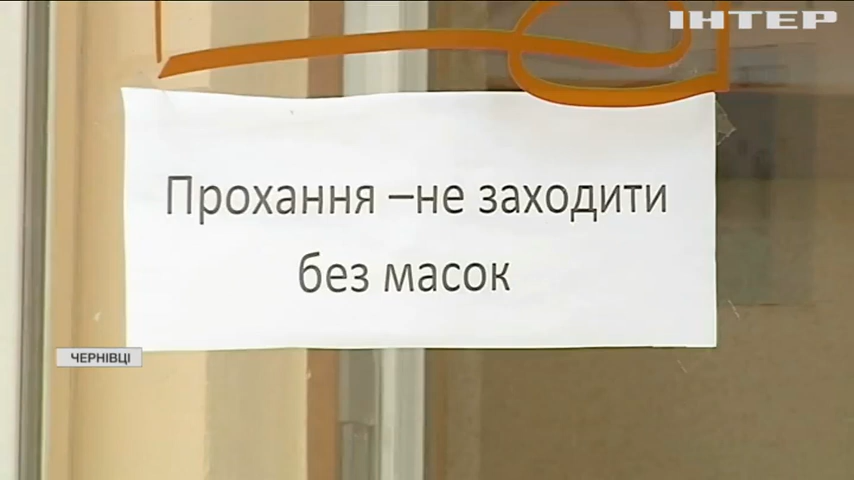 ІНТЕР
Прохання –не заходити
без масок
ЧЕРНІВЦІ